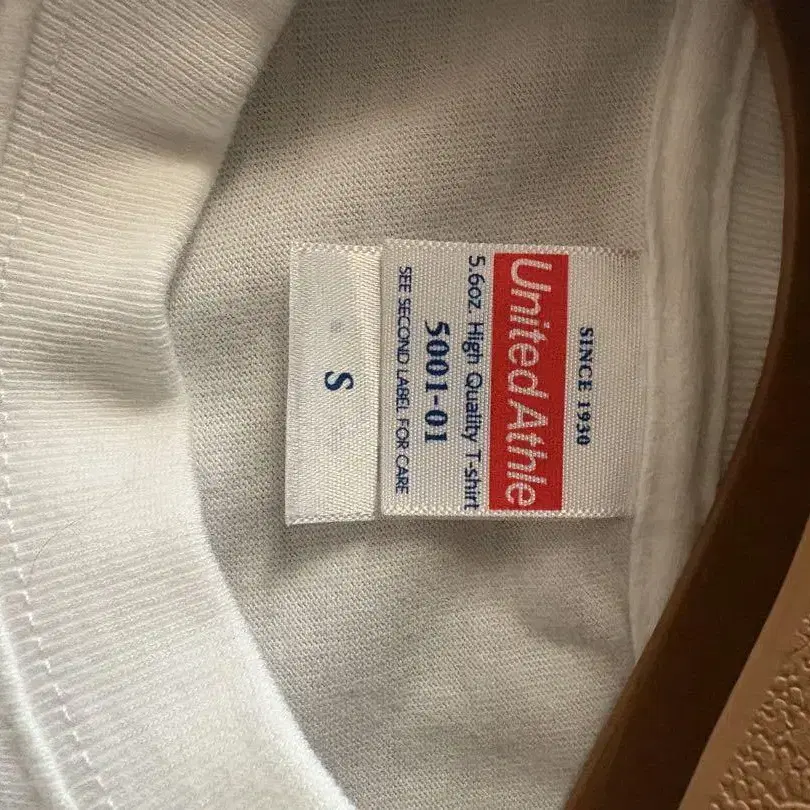 SINCE 1930
United Athle
5.6oz. High Quality T-shirt
5001-01
SEE SECOND LABEL FOR CARE
S